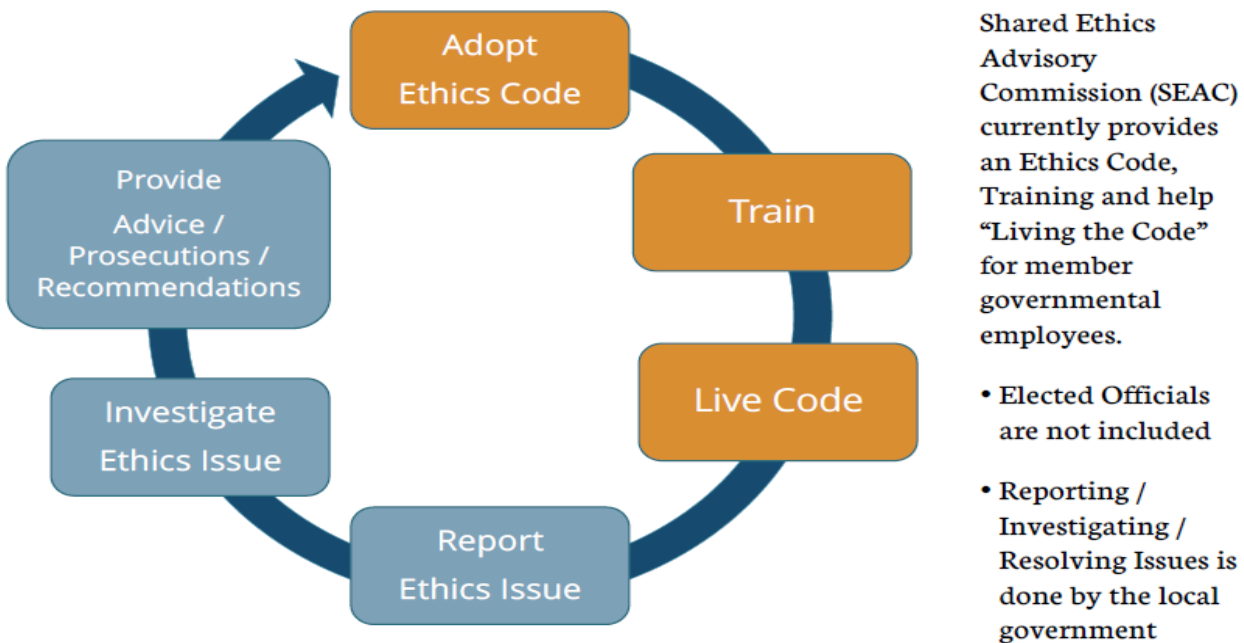 Adopt
Ethics Code
Train
Live Code
Report
Ethics Issue
Investigate
Ethics Issue
Provide
Advice /
Prosecutions /
Recommendations
Shared Ethics
Advisory
Commission (SEAC)
currently provides
an Ethics Code,
Training and help
“Living the Code”
for member
governmental
employees.
• Elected Officials
are not included
• Reporting /
Investigating /
Resolving Issues is
done by the local
government